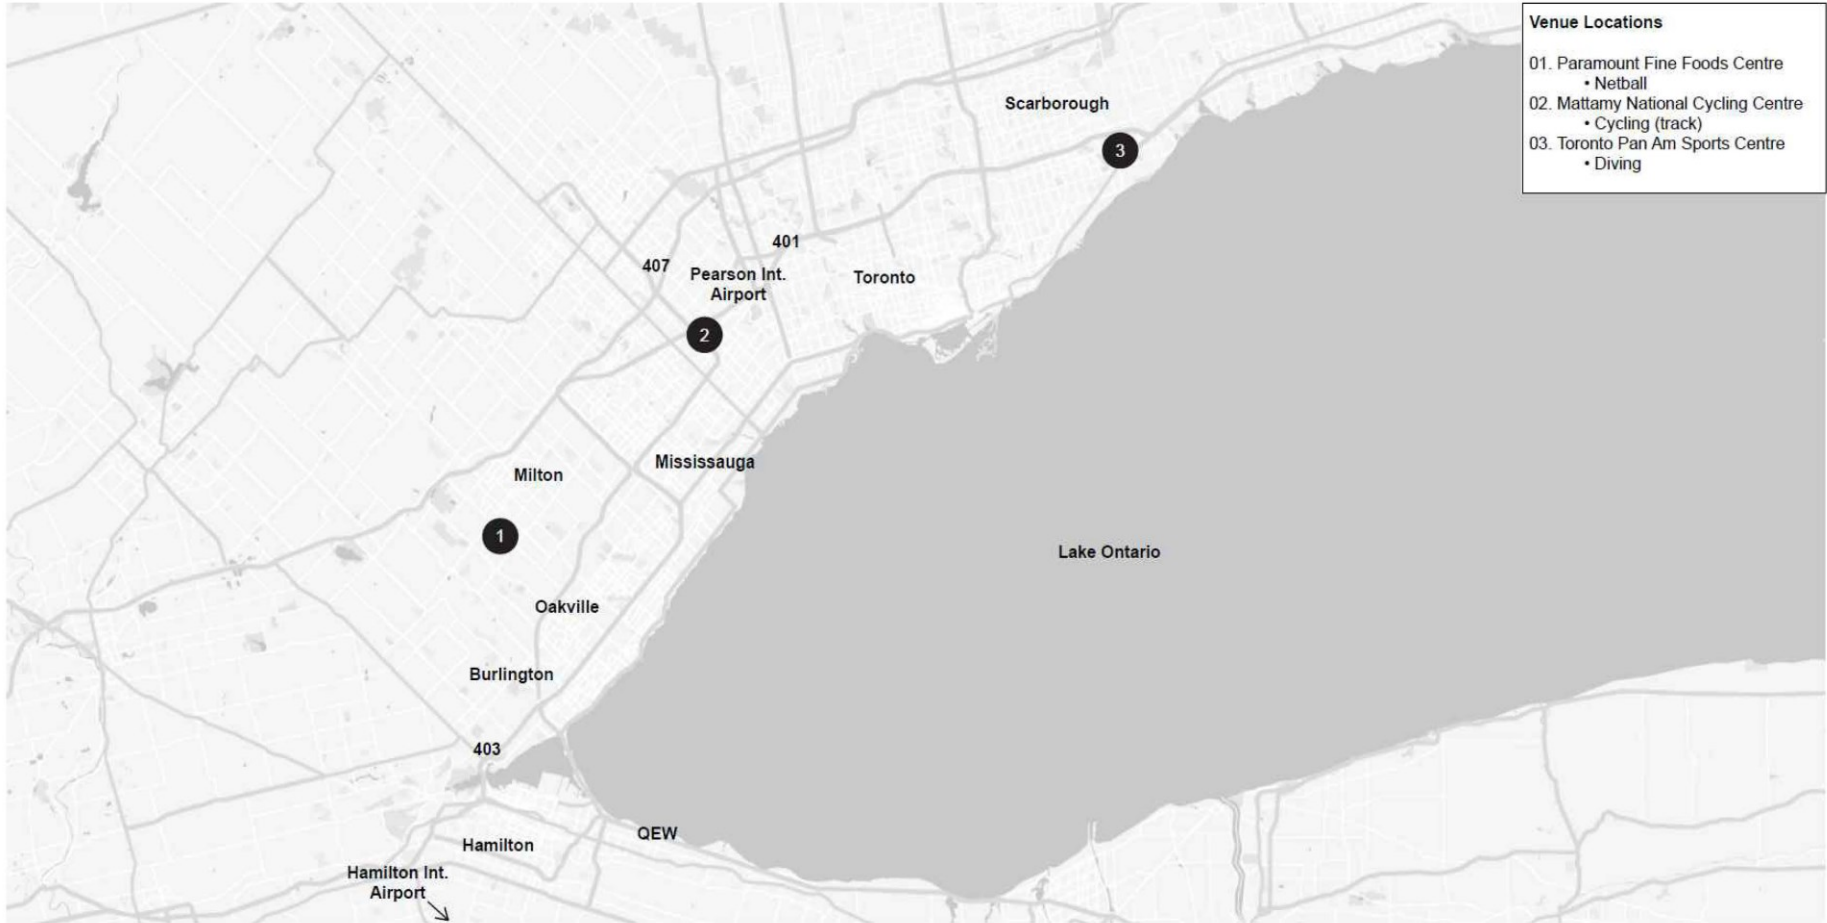 Venue Locations
01. Paramount Fine Foods Centre
• Netball
02. Mattamy National Cycling Centre
• Cycling (track)
03. Toronto Pan Am Sports Centre
• Diving
Scarborough
3
401
407
Pearson Int.
Airport
Toronto
2
Mississauga
Milton
1
Lake Ontario
Oakville
Burlington
403
QEW
Hamilton
Hamilton Int.
Airport